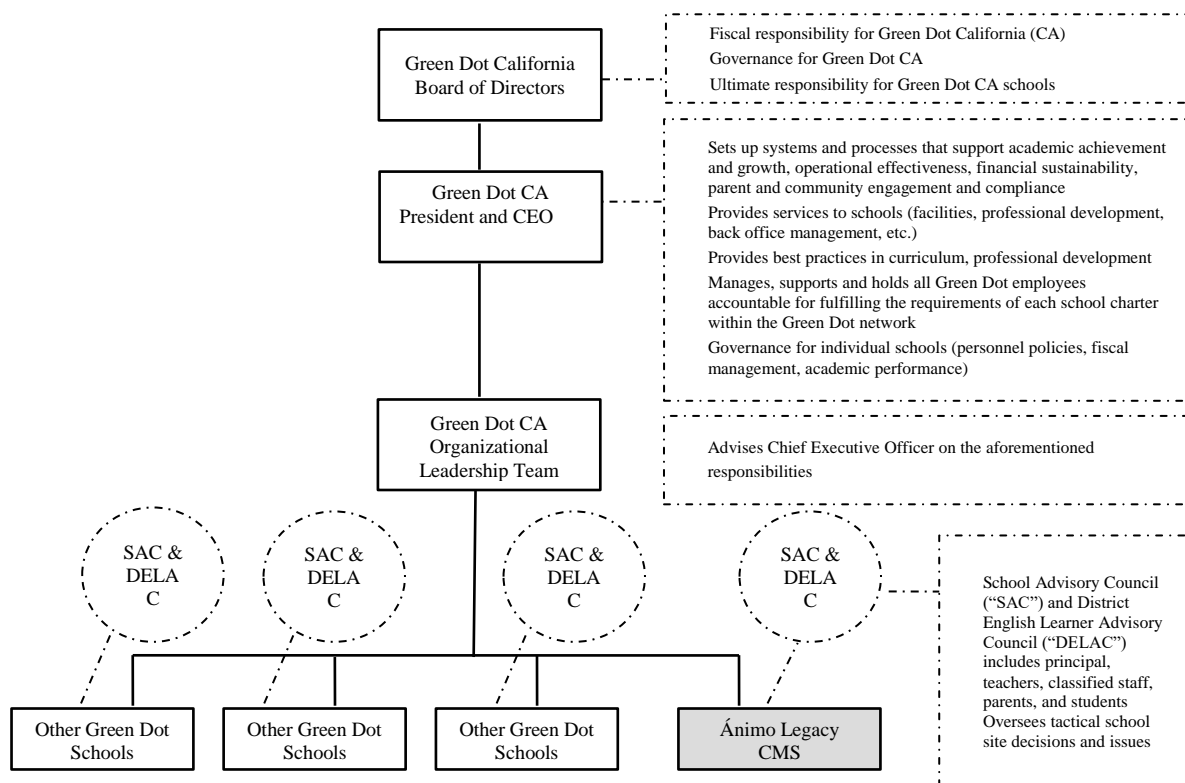 Green Dot California
Board of Directors
Fiscal responsibility for Green Dot California (CA)
Governance for Green Dot CA
Ultimate responsibility for Green Dot CA schools
Green Dot CA
President and CEO
Sets up systems and processes that support academic achievement
and growth, operational effectiveness, financial sustainability,
parent and community engagement and compliance
Provides services to schools (facilities, professional development,
back office management, etc.)
Provides best practices in curriculum, professional development
Manages, supports and holds all Green Dot employees
accountable for fulfilling the requirements of each school charter
within the Green Dot network
Governance for individual schools (personnel policies, fiscal
management, academic performance)
Green Dot CA
Organizational
Leadership Team
Advises Chief Executive Officer on the aforementioned
responsibilities
SAC &
DELA
C
SAC &
DELA
C
SAC &
DELA
C
SAC &
DELA
C
School Advisory Council
(“SAC”) and District
English Learner Advisory
Council (“DELAC”)
includes principal,
teachers, classified staff,
parents, and students
Oversees tactical school
site decisions and issues
Other Green Dot
Schools
Other Green Dot
Schools
Other Green Dot
Schools
Ánimo Legacy
CMS